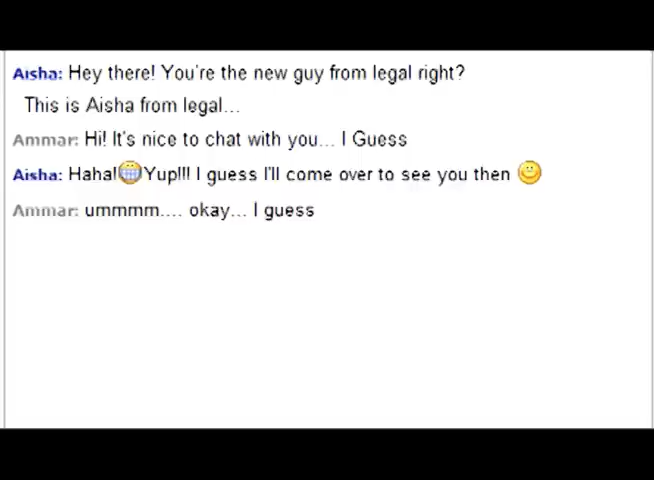 Aisha: Hey there! You're the new guy from legal right?
This is Aisha from legal...
Ammar: Hi! It's nice to chat with you... I Guess
Aisha: Haha! Yup!!! I guess I'll come over to see you then
Ammar: ummmm.... okay... I guess